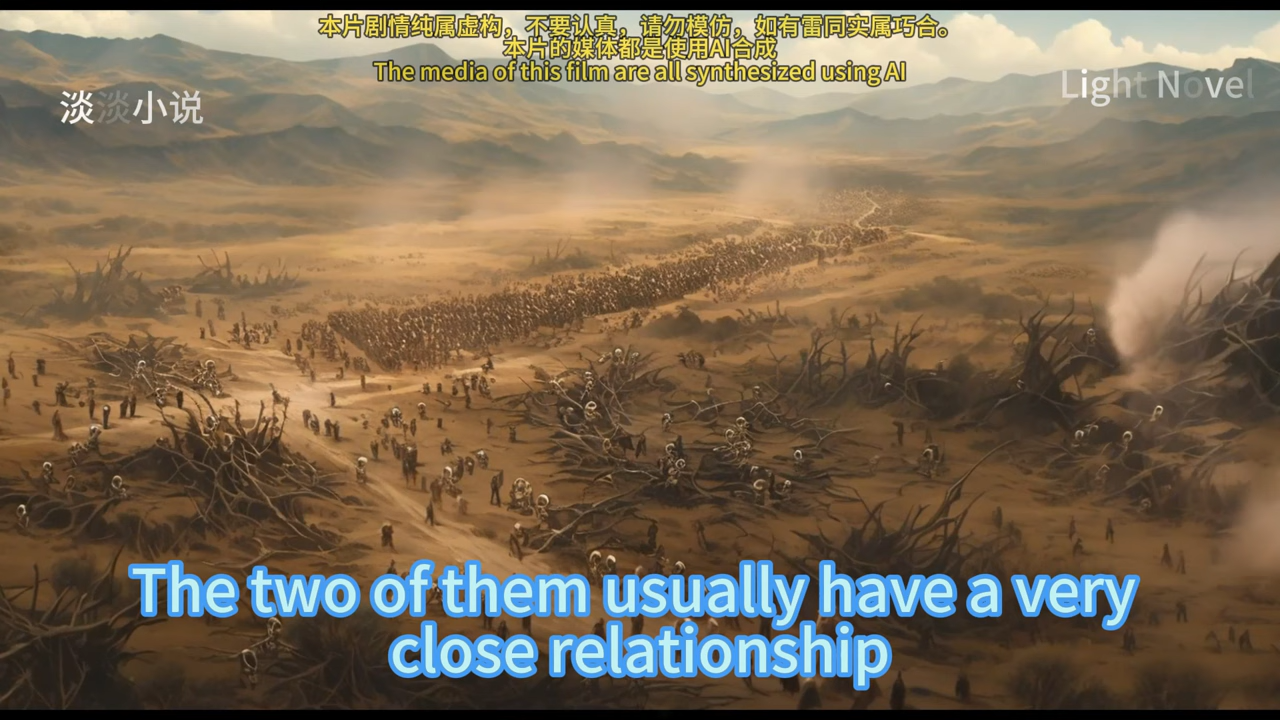 本片剧情纯属虚构，不要认真，请勿模仿，如有雷同实属巧合。
本片的媒体都是使用AI合成
The media of this film are all synthesized using AI
淡淡小说
Light Novel
The two of them usually have a very
close relationship